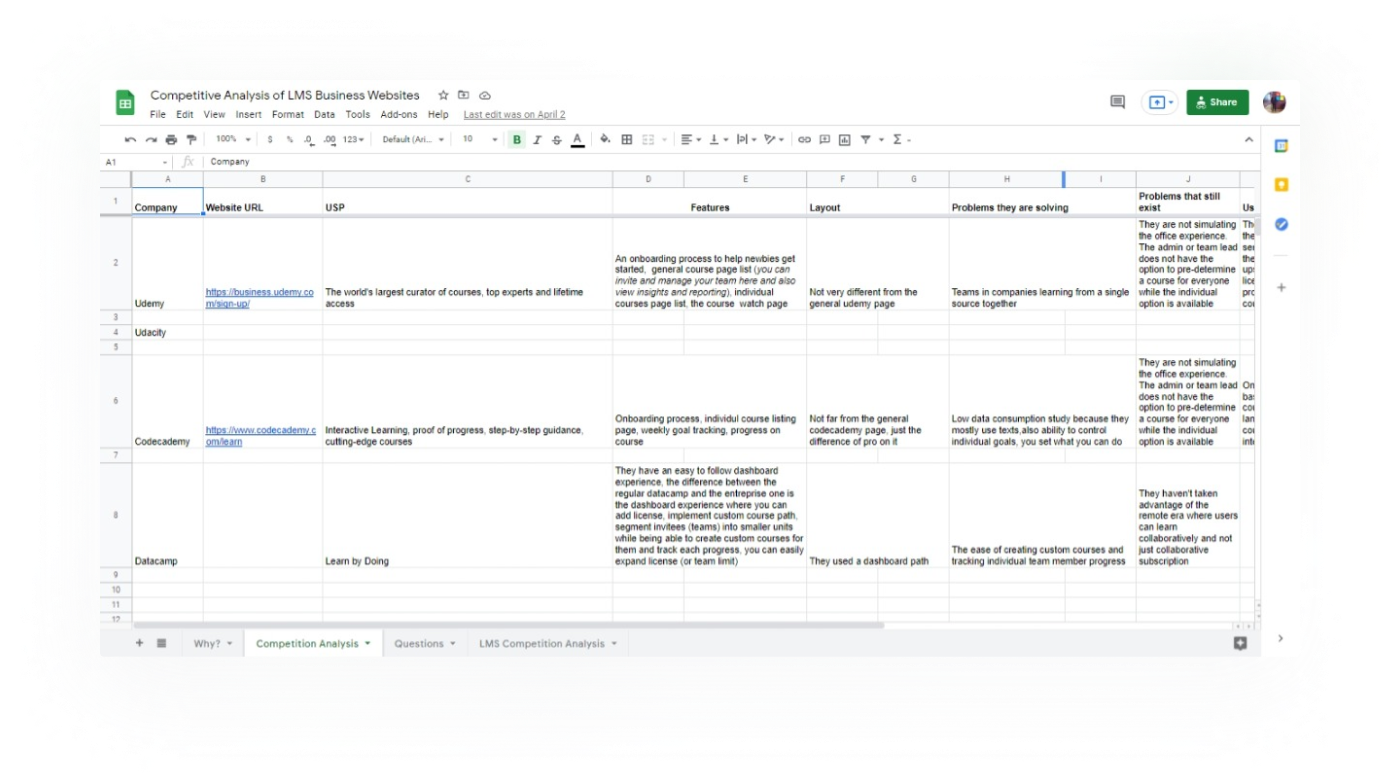 Competitive Analysis of LMS Business Websites
File Edit View Insert Format Data Tools Add-ons Help Last edit was on April 2
Share
100% $ % .0 .00 123 Default (Ari... 10 B I S A
A1 fx Company
A B C D E F G H I J
1 Company Website URL USP Features Layout Problems they are solving
Problems that still
exist
Us
2
Udemy
https://business.udemy.co
m/sign-up/
The world's largest curator of courses, top experts and lifetime
access
An onboarding process to help newbies get
started, general course page list (you can
invite and manage your team here and also
view insights and reporting), individual
courses page list, the course watch page
Not very different from the
general udemy page
Teams in companies learning from a single
source together
They are not simulating
the office experience.
The admin or team lead
does not have the
option to pre-determine
a course for everyone
while the individual
option is available
3
4 Udacity
5
6
Codecademy
https://www.codecademy.c
om/learn
Interactive Learning, proof of progress, step-by-step guidance,
cutting-edge courses
Onboarding process, individul course listing
page, weekly goal tracking, progress on
course
Not far from the general
codecademy page, just the
difference of pro on it
Low data consumption study because they
mostly use texts,also ability to control
individual goals, you set what you can do
They are not simulating
the office experience.
The admin or team lead
does not have the
option to pre-determine
a course for everyone
while the individual
option is available
7
8
Datacamp
Learn by Doing
They have an easy to follow dashboard
experience, the difference between the
regular datacamp and the entreprise one is
the dashboard experience where you can
add license, implement custom course path,
segment invitees (teams) into smaller units
while being able to create custom courses for
them and track each progress, you can easily
expand license (or team limit)
They used a dashboard path
The ease of creating custom courses and
tracking individual team member progress
They haven't taken
advantage of the
remote era where users
can learn
collaboratively and not
just collaborative
subscription
9
10
11
12
Why? Competition Analysis Questions LMS Competition Analysis